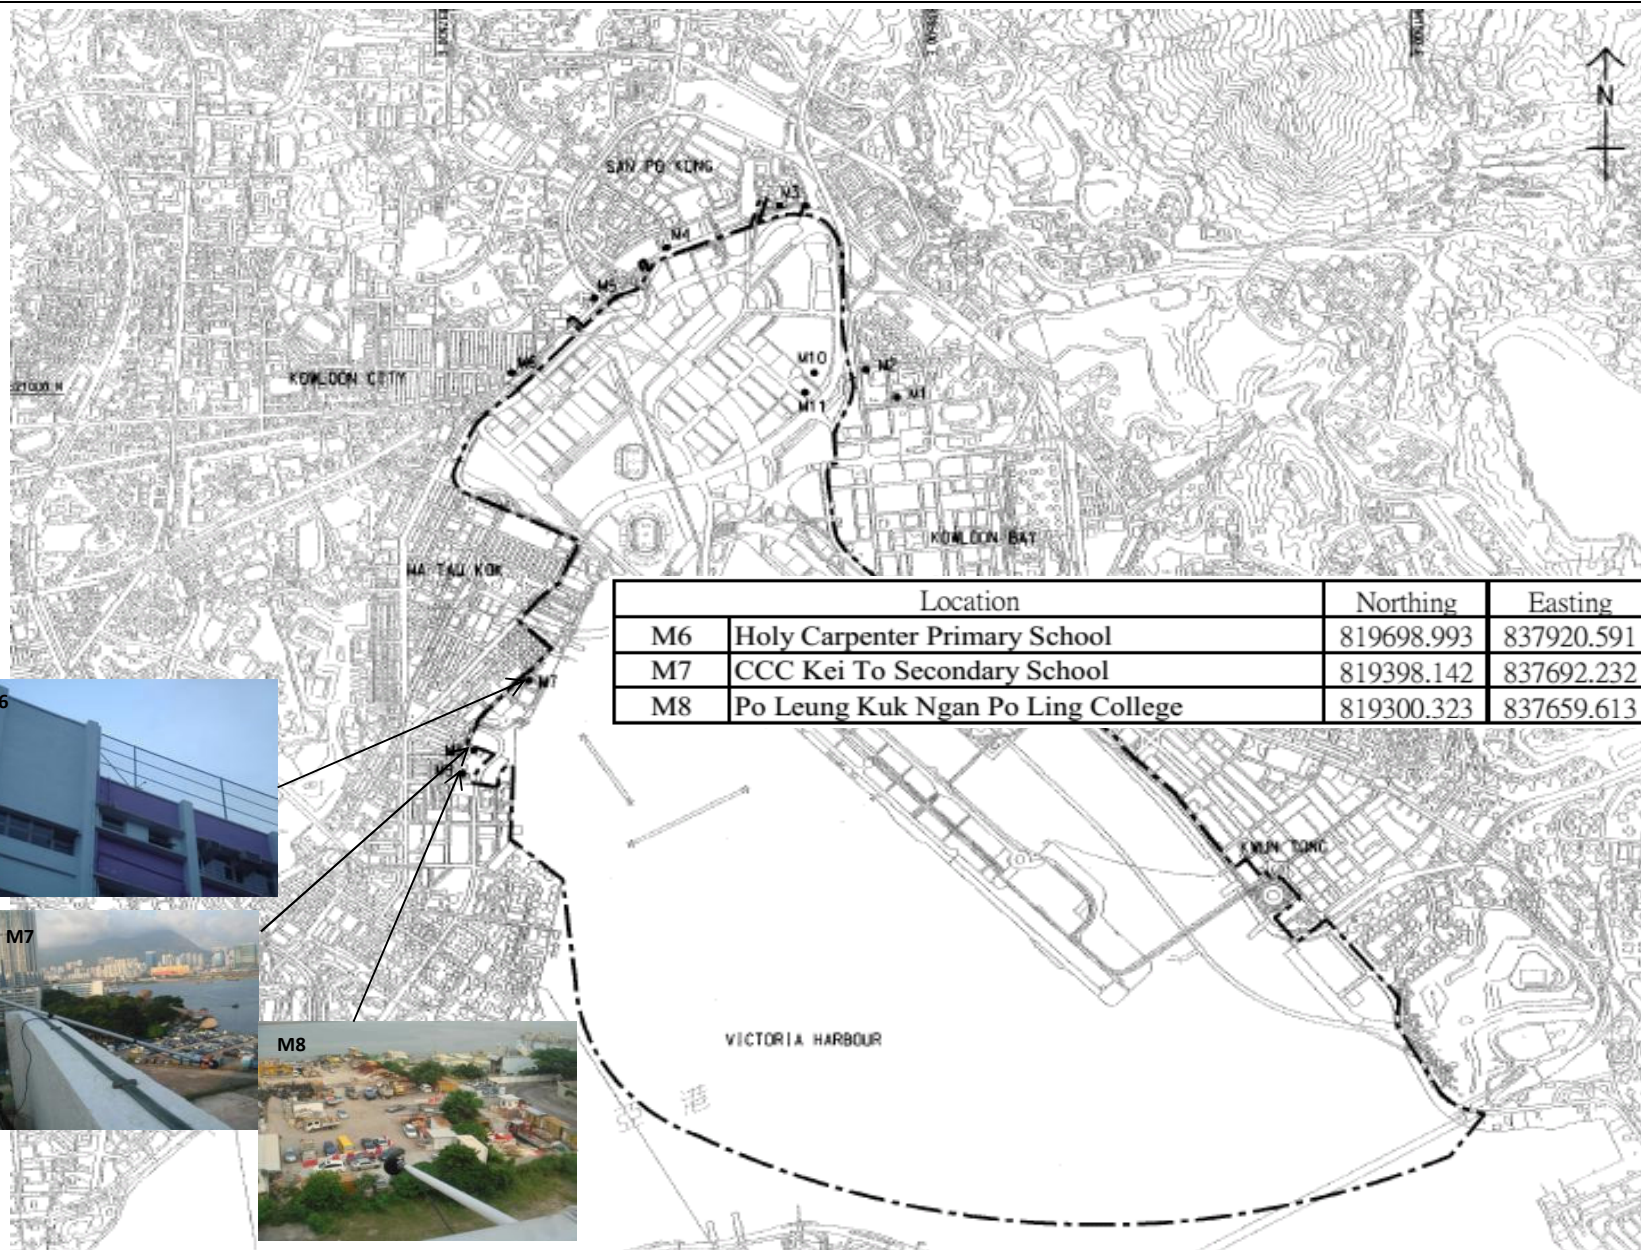 N
SAN PO KONG
M3
M4
M5
M10
M2
M6
KOWLOON CITY
M1
M11
KOWLOON BAY
MA TAU KOK
Location Northing Easting
M6 Holy Carpenter Primary School 819698.993 837920.591
M7 CCC Kei To Secondary School 819398.142 837692.232
M8 Po Leung Kuk Ngan Po Ling College 819300.323 837659.613
M7
6
KWUN TONG
M7
M8
VICTORIA HARBOUR
港